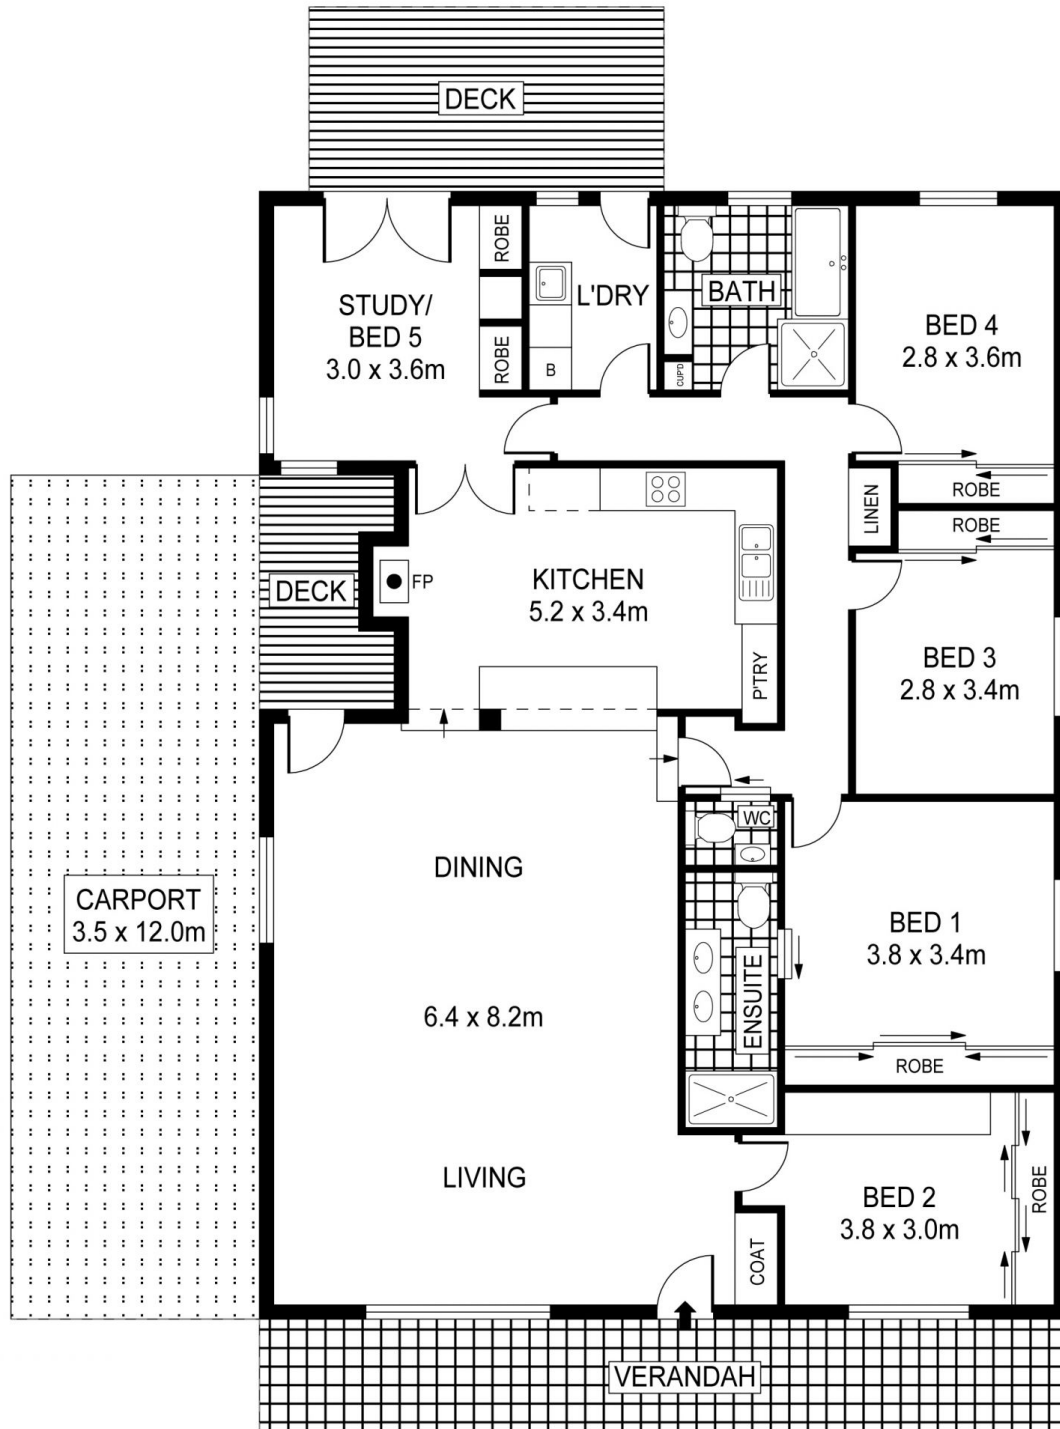 DECK
ROBE
STUDY/
BED 5
3.0 x 3.6m
ROBE
L'DRY
B
BATH
CUP'D
BED 4
2.8 x 3.6m
ROBE
LINEN
ROBE
DECK
FP
KITCHEN
5.2 x 3.4m
P'TRY
BED 3
2.8 x 3.4m
WC
CARPORT
3.5 x 12.0m
DINING
6.4 x 8.2m
LIVING
ENSUITE
BED 1
3.8 x 3.4m
ROBE
BED 2
3.8 x 3.0m
ROBE
COAT
VERANDAH